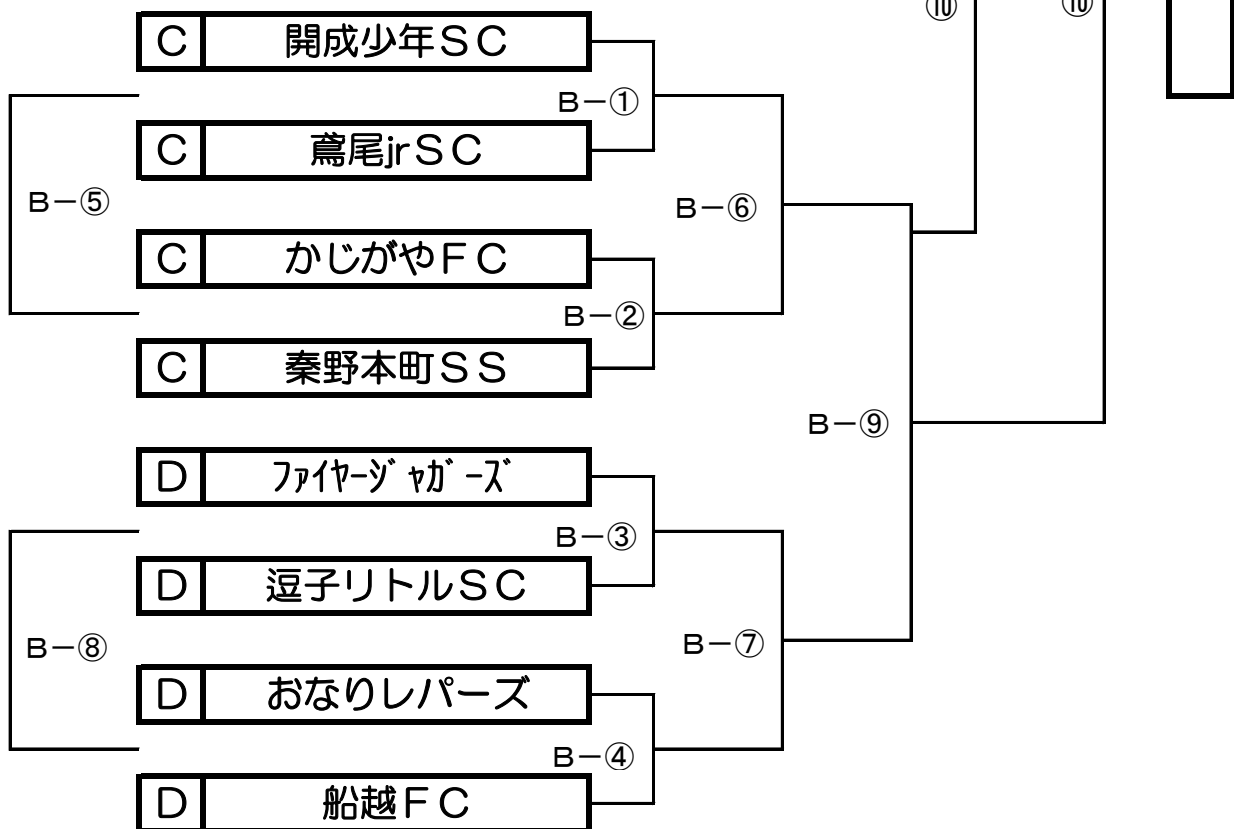 ⑩ ⑩
C 開成少年SC
B-①
C 鳶尾jrSC
B-⑤
B-⑥
C かじがやFC
B-②
C 秦野本町SS
B-⑨
D ファイヤージャガーズ
B-③
D 逗子リトルSC
B-⑧
B-⑦
D おなりレパーズ
B-④
D 船越FC